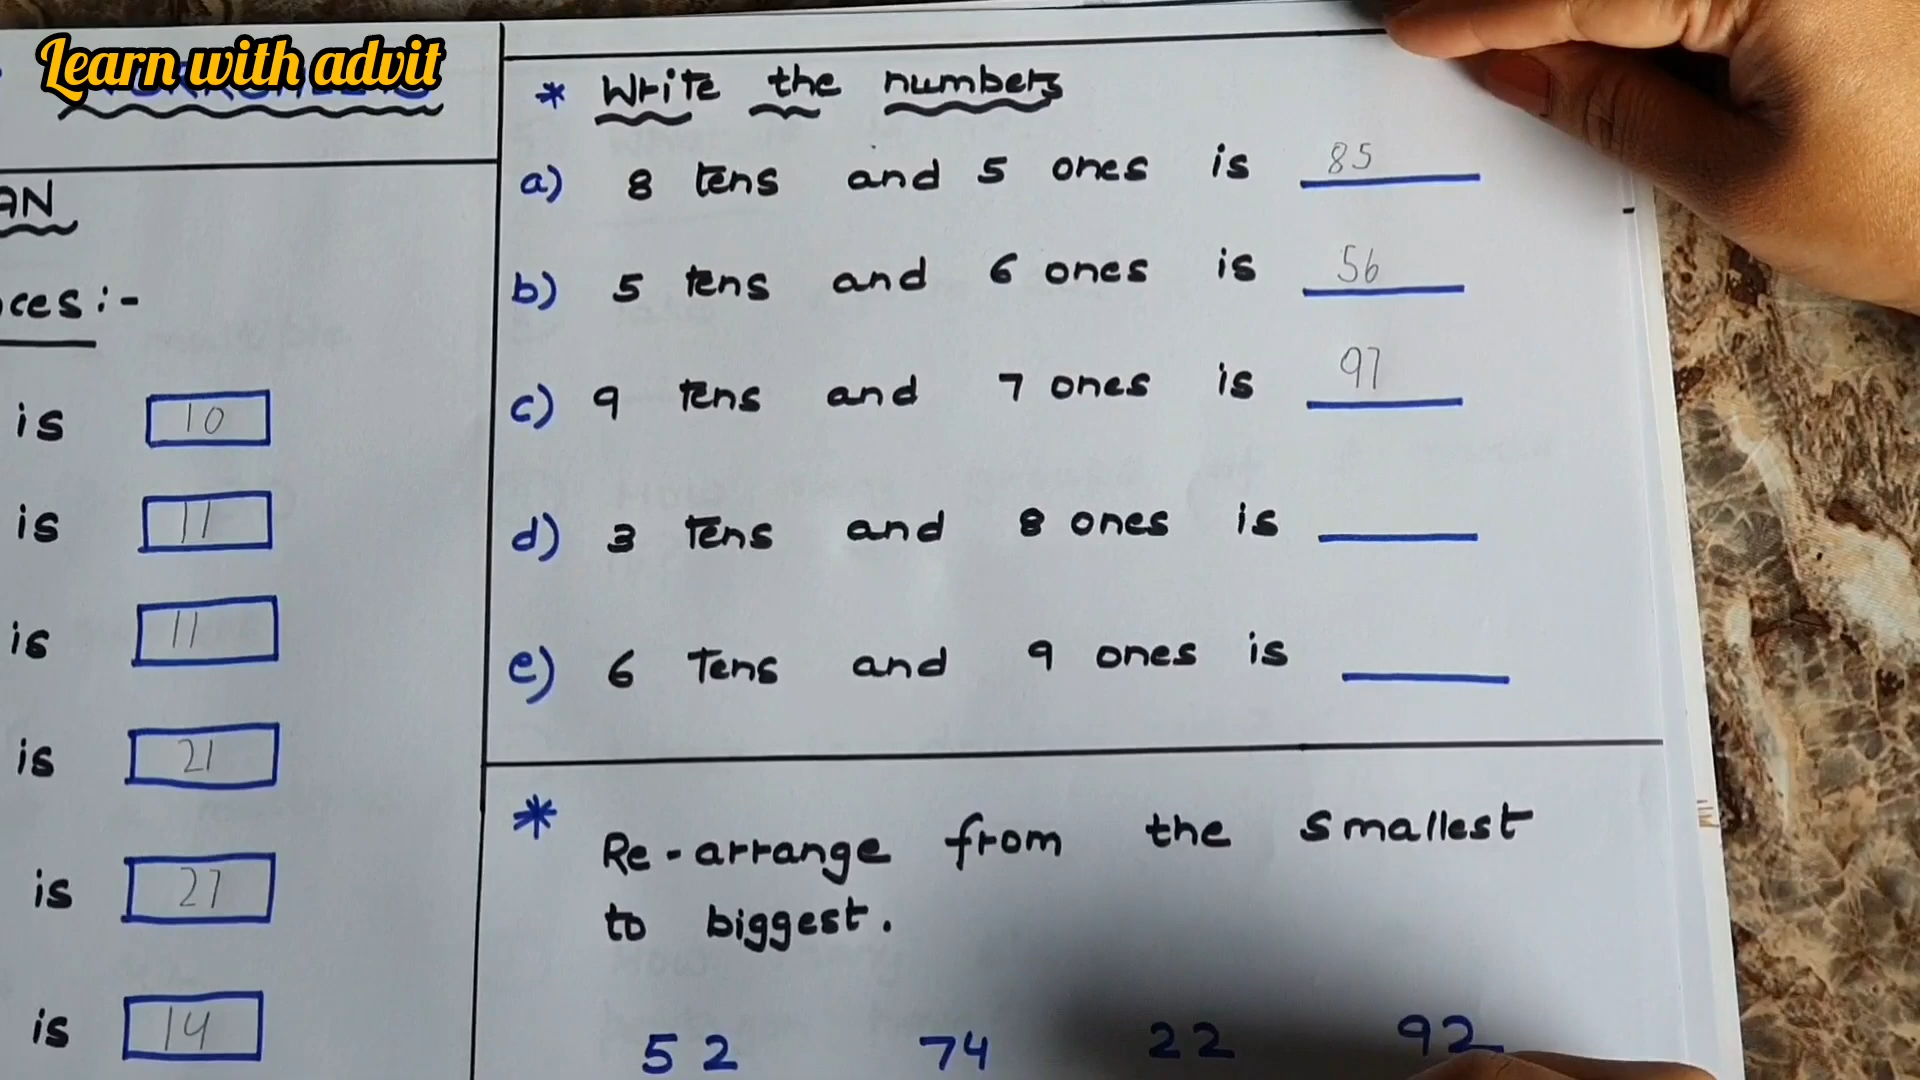 Learn with advit
AN
ces:-
is 10
is 11
is 11
is 21
is 27
is 14
* Write the numbers
a) 8 tens and 5 ones is 85
b) 5 tens and 6 ones is 56
c) 9 tens and 7 ones is 97
d) 3 tens and 8 ones is
e) 6 Tens and 9 ones is
* Re-arrange from the smallest
to biggest.
52 74 22 92